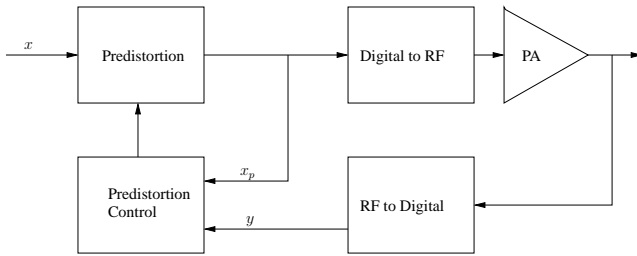 x
Predistortion
Digital to RF
PA
x_p
Predistortion
Control
RF to Digital
y